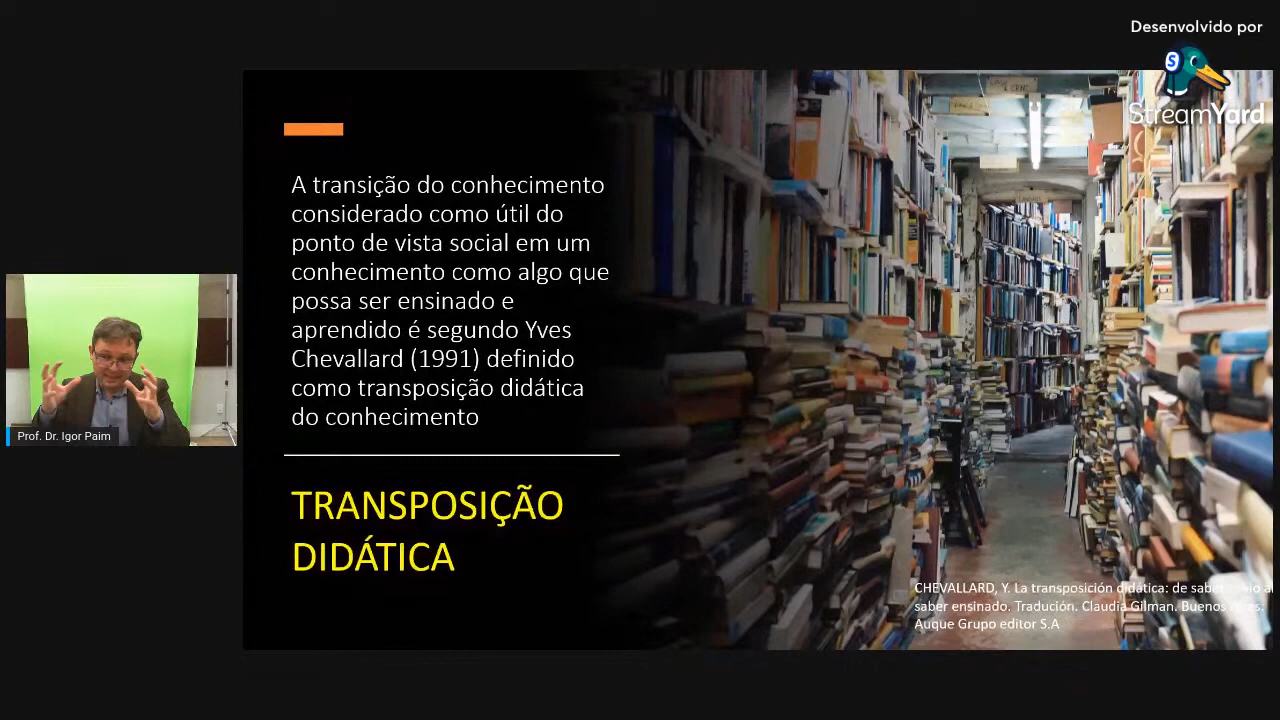 Desenvolvido por
StreamYard
A transição do conhecimento
considerado como útil do
ponto de vista social em um
conhecimento como algo que
possa ser ensinado e
aprendido é segundo Yves
Chevallard (1991) definido
como transposição didática
do conhecimento
Prof. Dr. Igor Paim
TRANSPOSIÇÃO
DIDÁTICA
CHEVALLARD, Y. La transposición didática: de saber
saber ensinado. Tradución. Claudia Gilman. Buenos
Auque Grupo editor S.A